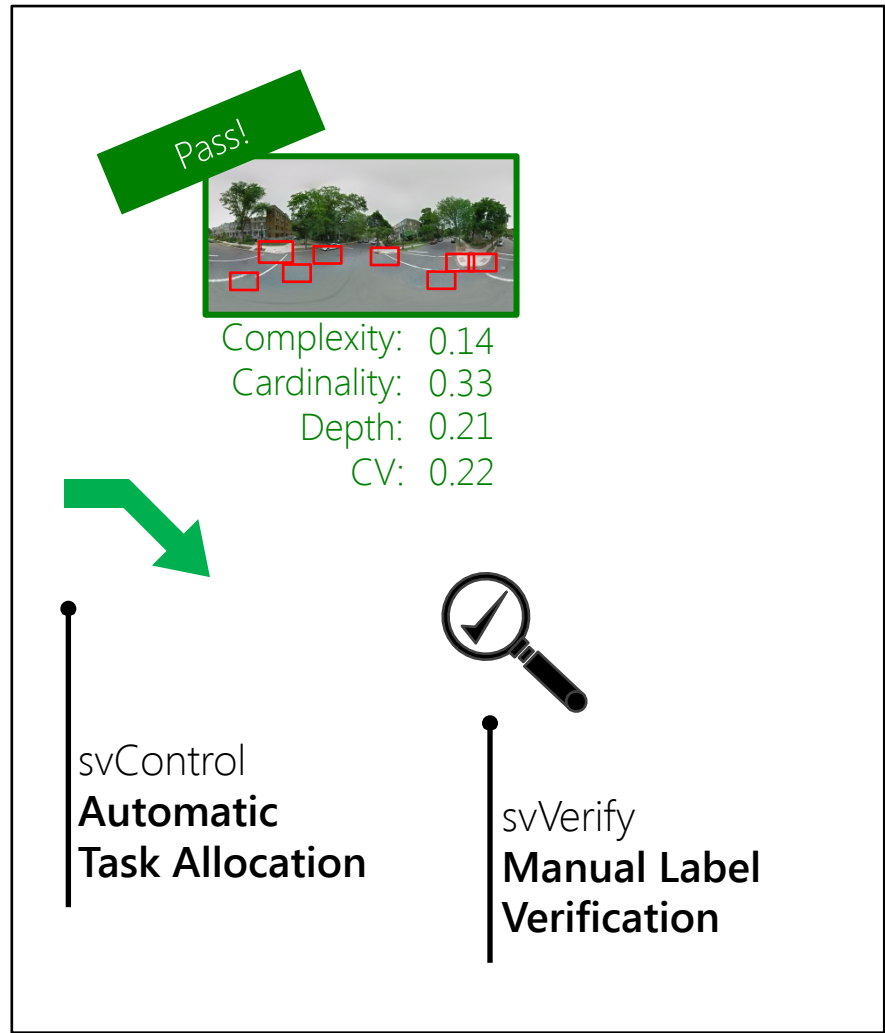 Pass!
Complexity: 0.14
Cardinality: 0.33
Depth: 0.21
CV: 0.22
svControl
Automatic
Task Allocation
svVerify
Manual Label
Verification